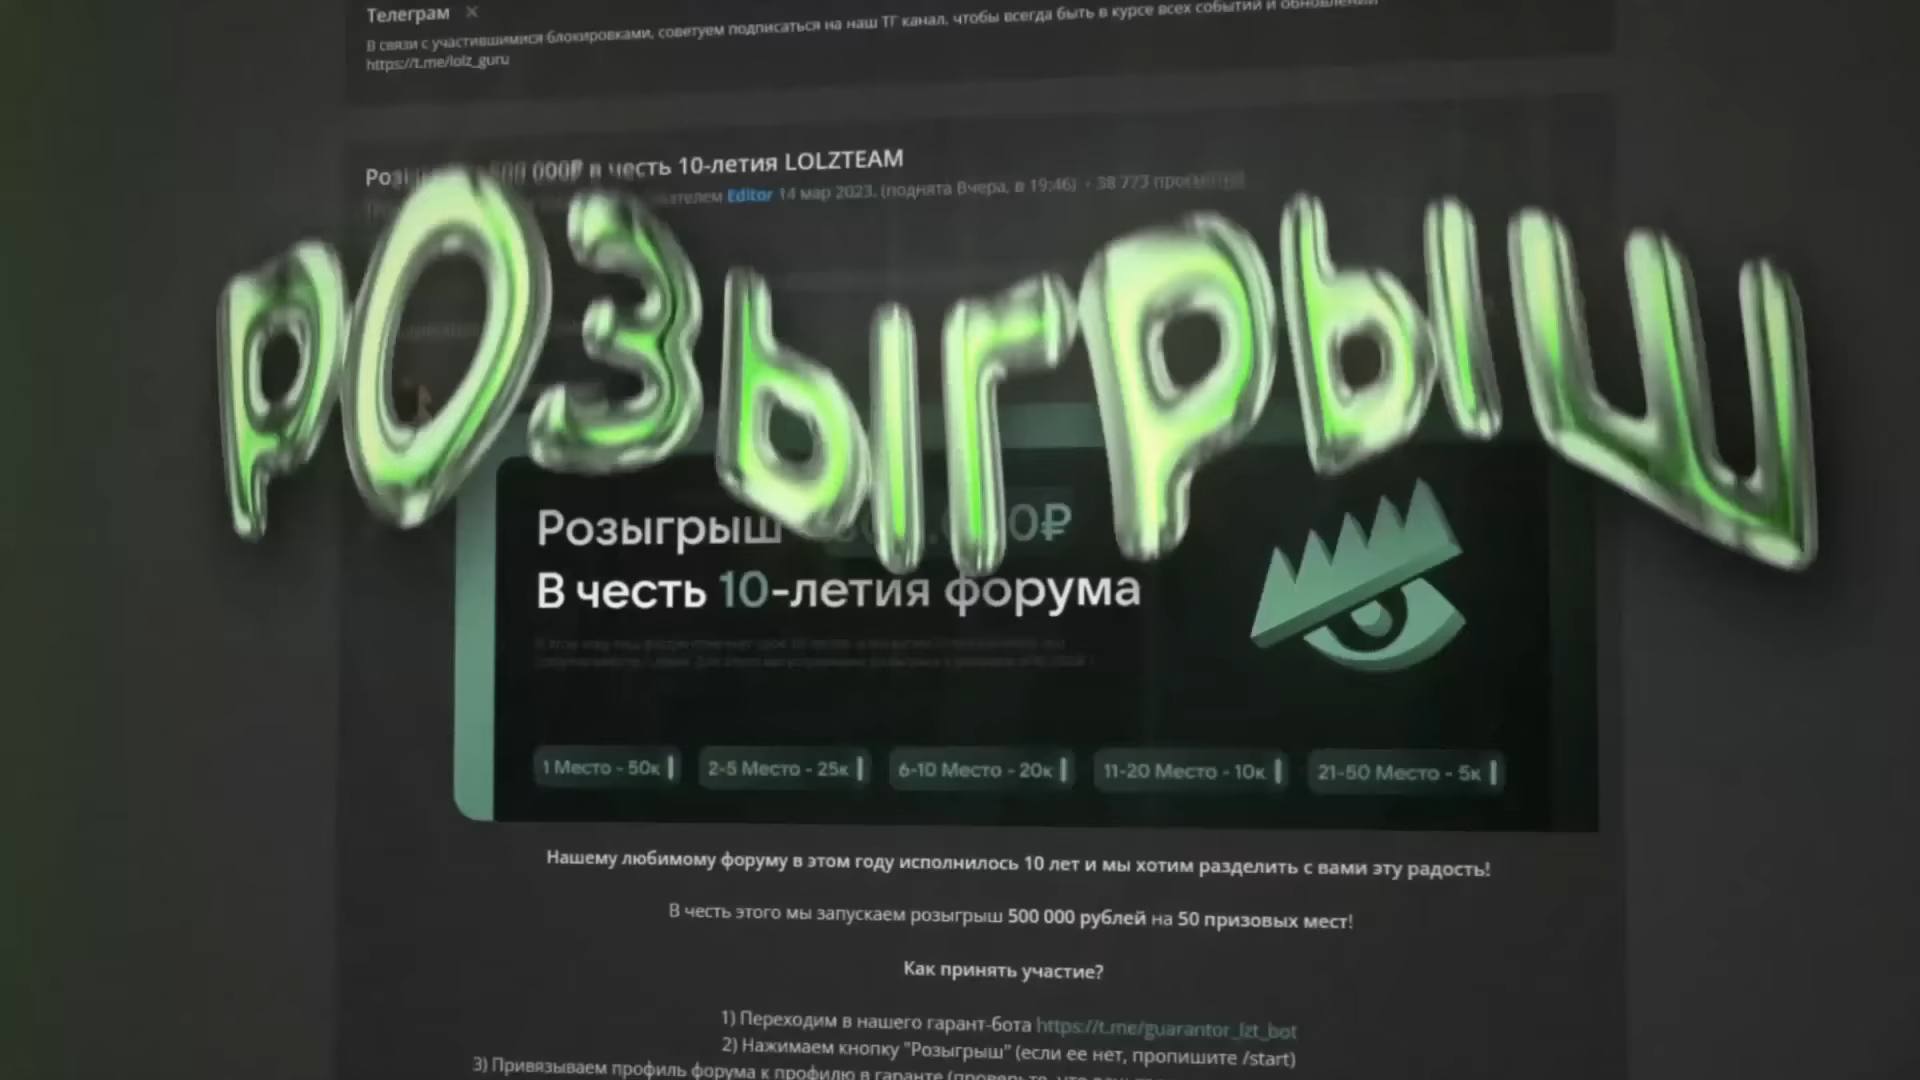 Телеграм
В связи с участившимися блокировками, советуем подписаться на наш ТГ канал, чтобы всегда быть в курсе всех событий и обновлений
https://t.me/lolz_guru
000₽ в честь 10-летия LOLZTEAM
Editor 14 мар 2023. (поднята Вчера, в 19:46) · 38 773
РОЗЫГРЫШ
Розыгрыш
В честь 10-летия форума
1 Место - 50к
2-5 Место - 25к
6-10 Место - 20к
11-20 Место - 10к
21-50 Место - 5к
Нашему любимому форуму в этом году исполнилось 10 лет и мы хотим разделить с вами эту радость!
В честь этого мы запускаем розыгрыш 500 000 рублей на 50 призовых мест!
Как принять участие?
1) Переходим в нашего гарант-бота https://t.me/guarantor_lzt_bot
2) Нажимаем кнопку "Розыгрыш" (если ее нет, пропишите /start)
3) Привязываем профиль форума к профилю в гаранте